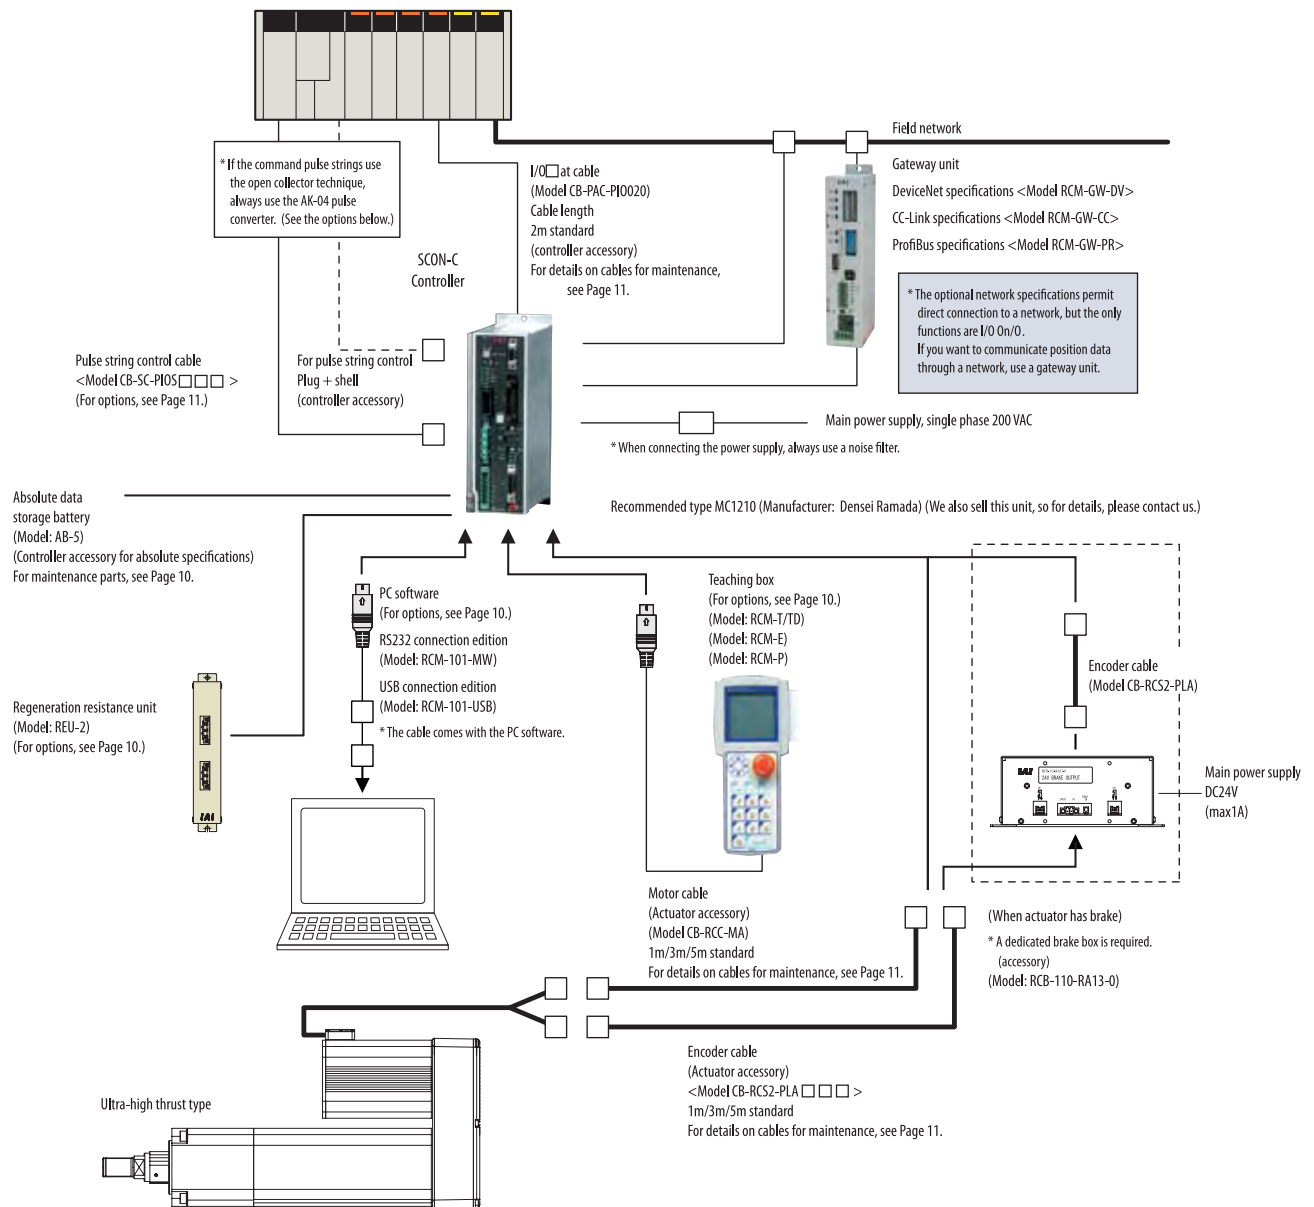 Field network
Gateway unit
DeviceNet specifications <Model RCM-GW-DV>
CC-Link specifications <Model RCM-GW-CC>
ProfiBus specifications <Model RCM-GW-PR>
* The optional network specifications permit
direct connection to a network, but the only
functions are I/O On/O .
If you want to communicate position data
through a network, use a gateway unit.
* If the command pulse strings use
the open collector technique,
always use the AK-04 pulse
converter. (See the options below.)
I/O□at cable
(Model CB-PAC-PIO020)
Cable length
2m standard
(controller accessory)
For details on cables for maintenance,
see Page 11.
SCON-C
Controller
Pulse string control cable
<Model CB-SC-PIOS□□□ >
(For options, see Page 11.)
For pulse string control
Plug + shell
(controller accessory)
Main power supply, single phase 200 VAC
* When connecting the power supply, always use a noise filter.
Recommended type MC1210 (Manufacturer: Densei Ramada) (We also sell this unit, so for details, please contact us.)
Absolute data
storage battery
(Model: AB-5)
(Controller accessory for absolute specifications)
For maintenance parts, see Page 10.
PC software
(For options, see Page 10.)
RS232 connection edition
(Model: RCM-101-MW)
USB connection edition
(Model: RCM-101-USB)
* The cable comes with the PC software.
Teaching box
(For options, see Page 10.)
(Model: RCM-T/TD)
(Model: RCM-E)
(Model: RCM-P)
Encoder cable
(Model CB-RCS2-PLA)
Regeneration resistance unit
(Model: REU-2)
(For options, see Page 10.)
IAI
24V BRAKE OUTPUT
Main power supply
DC24V
(max1A)
Motor cable
(Actuator accessory)
(Model CB-RCC-MA)
1m/3m/5m standard
For details on cables for maintenance, see Page 11.
(When actuator has brake)
* A dedicated brake box is required.
(accessory)
(Model: RCB-110-RA13-0)
Encoder cable
(Actuator accessory)
<Model CB-RCS2-PLA □ □ □ >
1m/3m/5m standard
For details on cables for maintenance, see Page 11.
Ultra-high thrust type